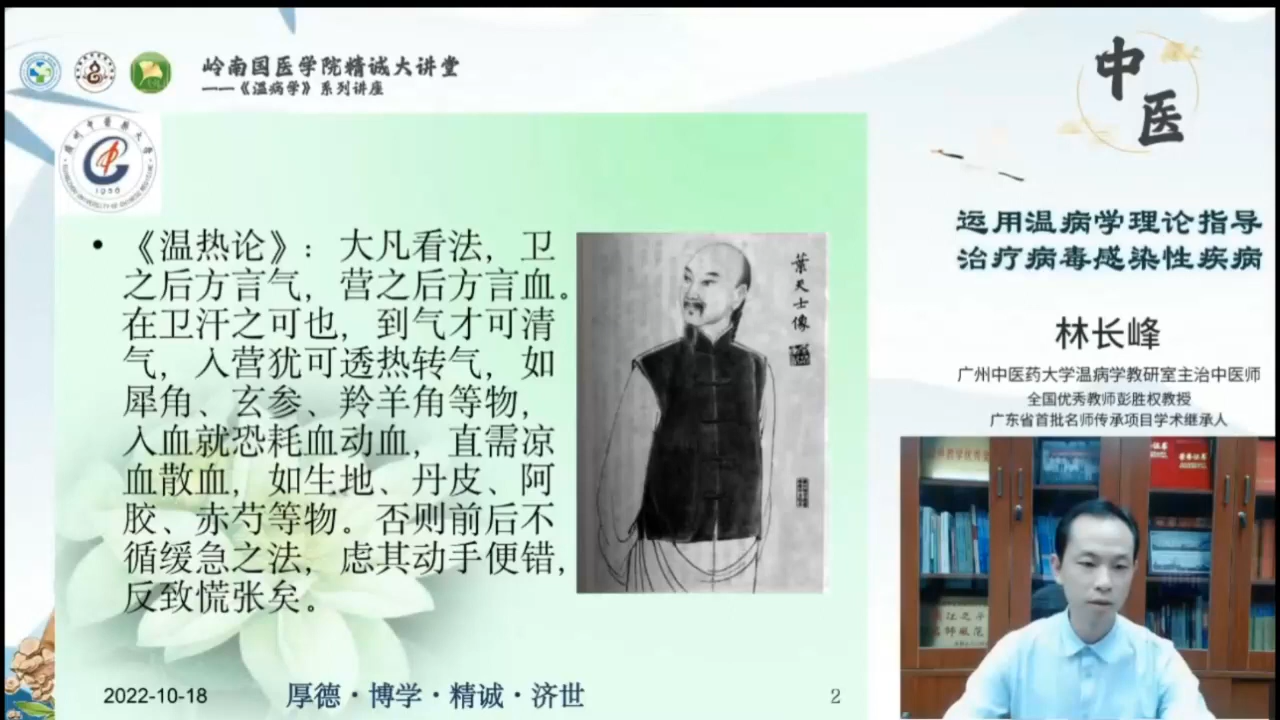 岭南国医学院精诚大讲堂
——《温病学》系列讲座
中医
1956
运用温病学理论指导
治疗病毒感染性疾病
林长峰
广州中医药大学温病学教研室主治中医师
全国优秀教师彭胜权教授
广东省首批名师传承项目学术继承人
• 《温热论》：大凡看法，卫
之后方言气，营之后方言血。
在卫汗之可也，到气才可清
气，入营犹可透热转气，如
犀角、玄参、羚羊角等物，
入血就恐耗血动血，直需凉
血散血，如生地、丹皮、阿
胶、赤芍等物。否则前后不
循缓急之法，虑其动手便错，
反致慌张矣。
葉天士像
2022-10-18
厚德·博学·精诚·济世
2